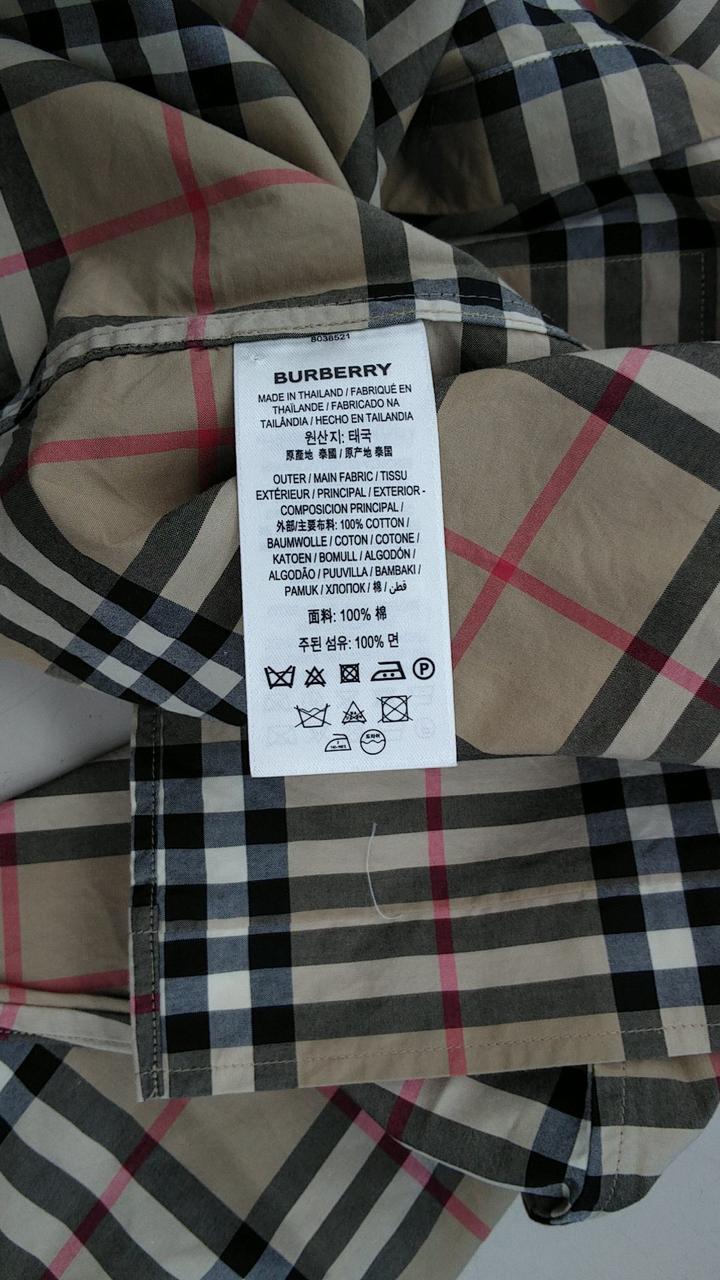 8038521
BURBERRY
MADE IN THAILAND / FABRIQUÉ EN
THAÏLANDE / FABRICADO NA
TAILÂNDIA / HECHO EN TAILANDIA
원산지: 태국
原產地 泰國 / 原产地 泰国
OUTER / MAIN FABRIC / TISSU
EXTÉRIEUR / PRINCIPAL / EXTERIOR -
COMPOSICION PRINCIPAL /
外部/主要布料: 100% COTTON /
BAUMWOLLE / COTON / COTONE /
KATOEN / BOMULL / ALGODÓN /
ALGODÃO / PUUVILLA / BAMBAKI /
PAMUK / ХЛОПОК / 棉 / قطن
面料: 100% 棉
주된 섬유: 100% 면
P